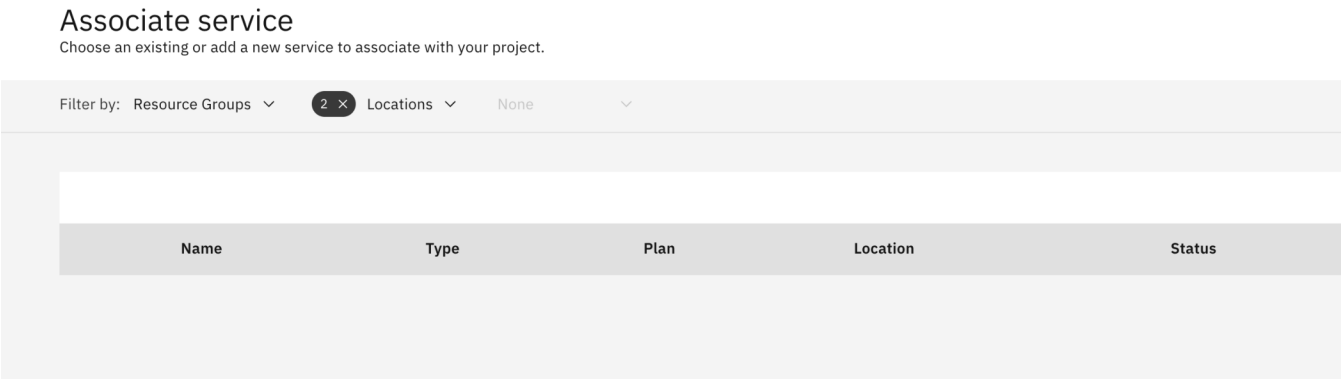 Associate service
Choose an existing or add a new service to associate with your project.
Filter by: Resource Groups 2 × Locations None
Name Type Plan Location Status